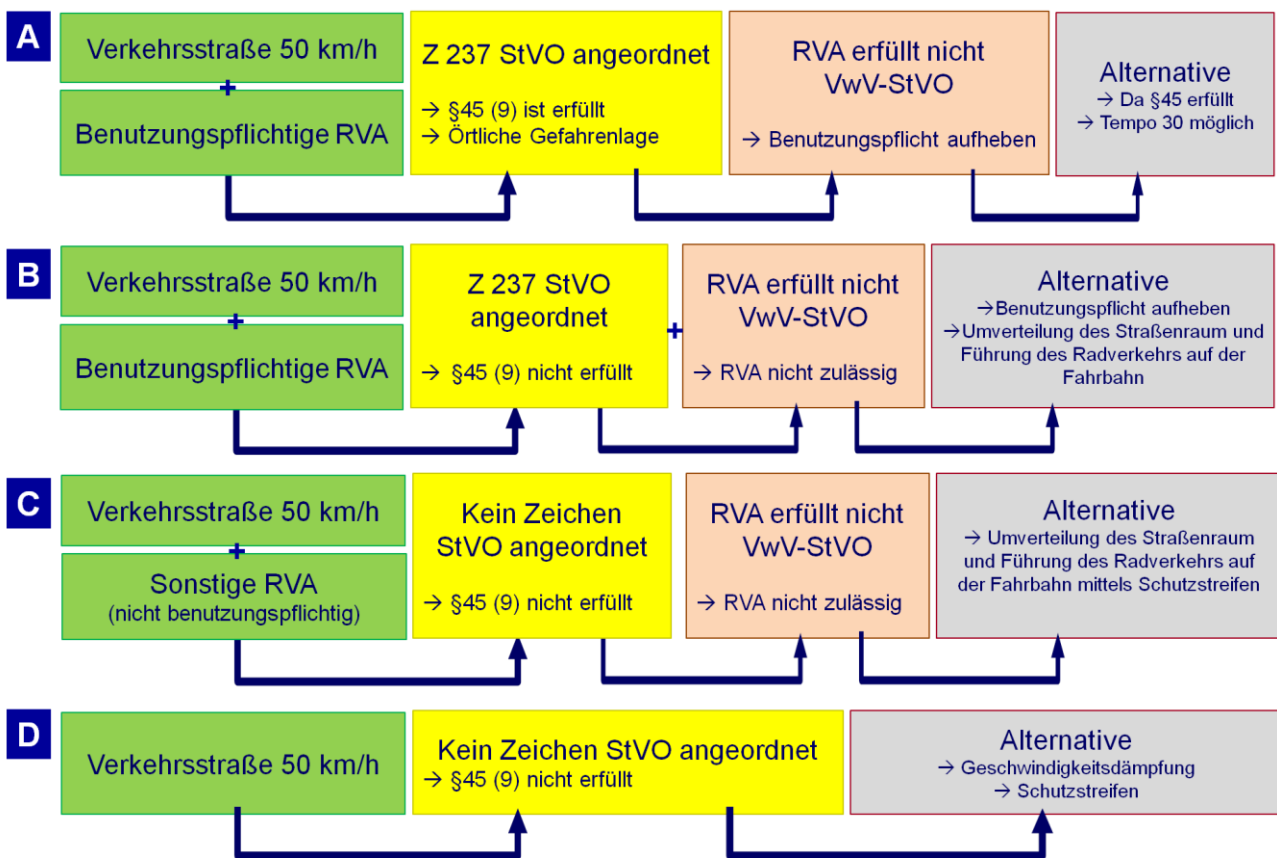 A
Verkehrsstraße 50 km/h
+
Benutzungspflichtige RVA
Z 237 StVO angeordnet
→ §45 (9) ist erfüllt
→ Örtliche Gefahrenlage
RVA erfüllt nicht
VwV-StVO
→ Benutzungspflicht aufheben
Alternative
→ Da §45 erfüllt
→ Tempo 30 möglich
B
Verkehrsstraße 50 km/h
+
Benutzungspflichtige RVA
Z 237 StVO
angeordnet
→ §45 (9) nicht erfüllt
+
RVA erfüllt nicht
VwV-StVO
→ RVA nicht zulässig
Alternative
→Benutzungspflicht aufheben
→Umverteilung des Straßenraum und
Führung des Radverkehrs auf der
Fahrbahn
C
Verkehrsstraße 50 km/h
+
Sonstige RVA
(nicht benutzungspflichtig)
Kein Zeichen
StVO angeordnet
→ §45 (9) nicht erfüllt
RVA erfüllt nicht
VwV-StVO
→ RVA nicht zulässig
Alternative
→ Umverteilung des Straßenraum
und Führung des Radverkehrs auf
der Fahrbahn mittels Schutzstreifen
D
Verkehrsstraße 50 km/h
Kein Zeichen StVO angeordnet
→ §45 (9) nicht erfüllt
Alternative
→ Geschwindigkeitsdämpfung
→ Schutzstreifen